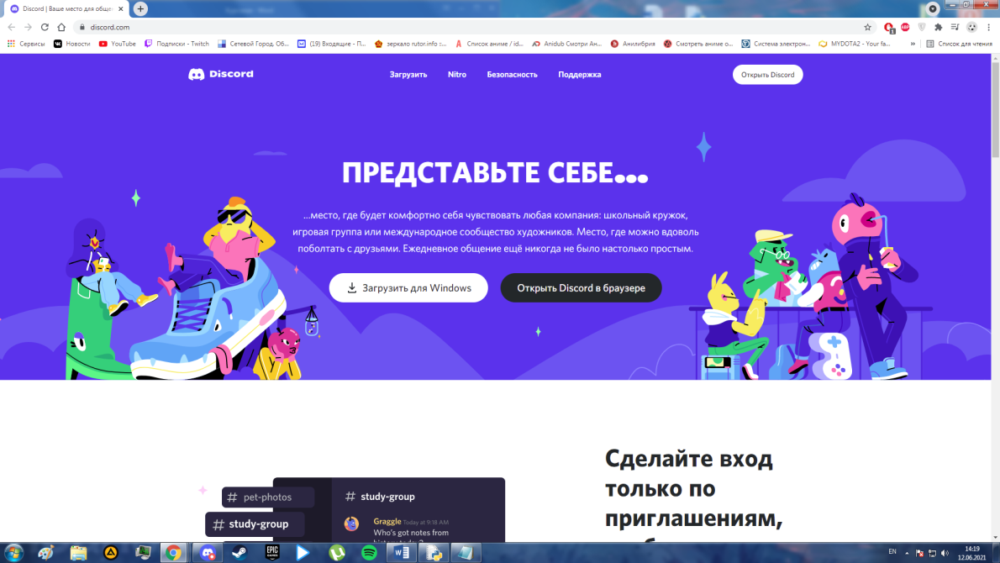 Discord | Ваше место для обще
discord.com
Сервисы
Новости
YouTube
Подписки - Twitch
Сетевой Город. Об...
(19) Входящие - П...
зеркало rutor.info ::...
Список аниме / id...
Anidub Смотри Ан...
Анилибрия
Смотреть аниме о...
Система электрон...
MYDOTA2 - Your fa...
»
Список для чтения
Discord
Загрузить
Nitro
Безопасность
Поддержка
Открыть Discord
ПРЕДСТАВЬТЕ СЕБЕ...
...место, где будет комфортно себя чувствовать любая компания: школьный кружок,
игровая группа или международное сообщество художников. Место, где можно вдоволь
поболтать с друзьями. Ежедневное общение ещё никогда не было настолько простым.
Загрузить для Windows
Открыть Discord в браузере
Сделайте вход
только по
приглашениям,
# pet-photos
# study-group
# study-group
Graggle Today at 9:18 AM
Who's got notes from
EN
14:19
12.06.2021